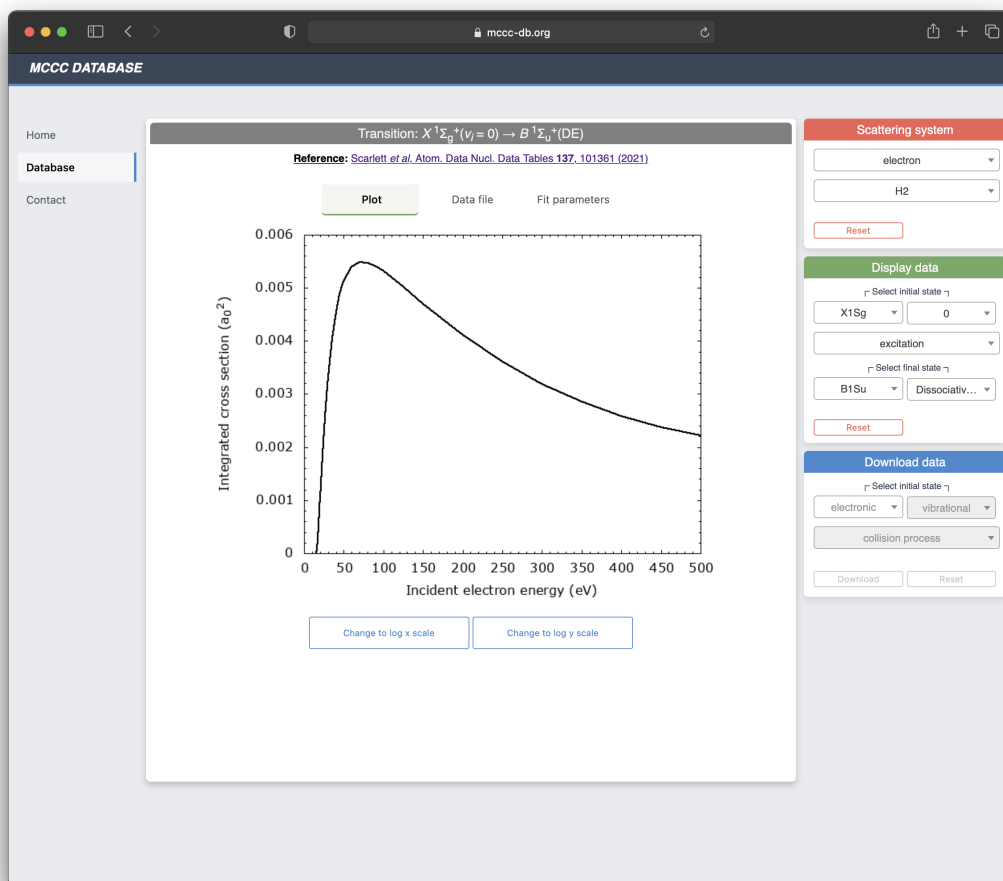 mccc-db.org
MCCC DATABASE
Home
Database
Contact
Transition: X ¹Σg⁺(vi = 0) → B ¹Σu⁺(DE)
Reference: Scarlett et al, Atom. Data Nucl. Data Tables 137, 101361 (2021)
Plot Data file Fit parameters
Integrated cross section (a₀²)
0.006
0.005
0.004
0.003
0.002
0.001
0
0 50 100 150 200 250 300 350 400 450 500
Incident electron energy (eV)
Change to log x scale Change to log y scale
Scattering system
electron
H2
Reset
Display data
Select initial state
X1Sg 0
excitation
Select final state
B1Su Dissociativ...
Reset
Download data
Select initial state
electronic vibrational
collision process
Download Reset